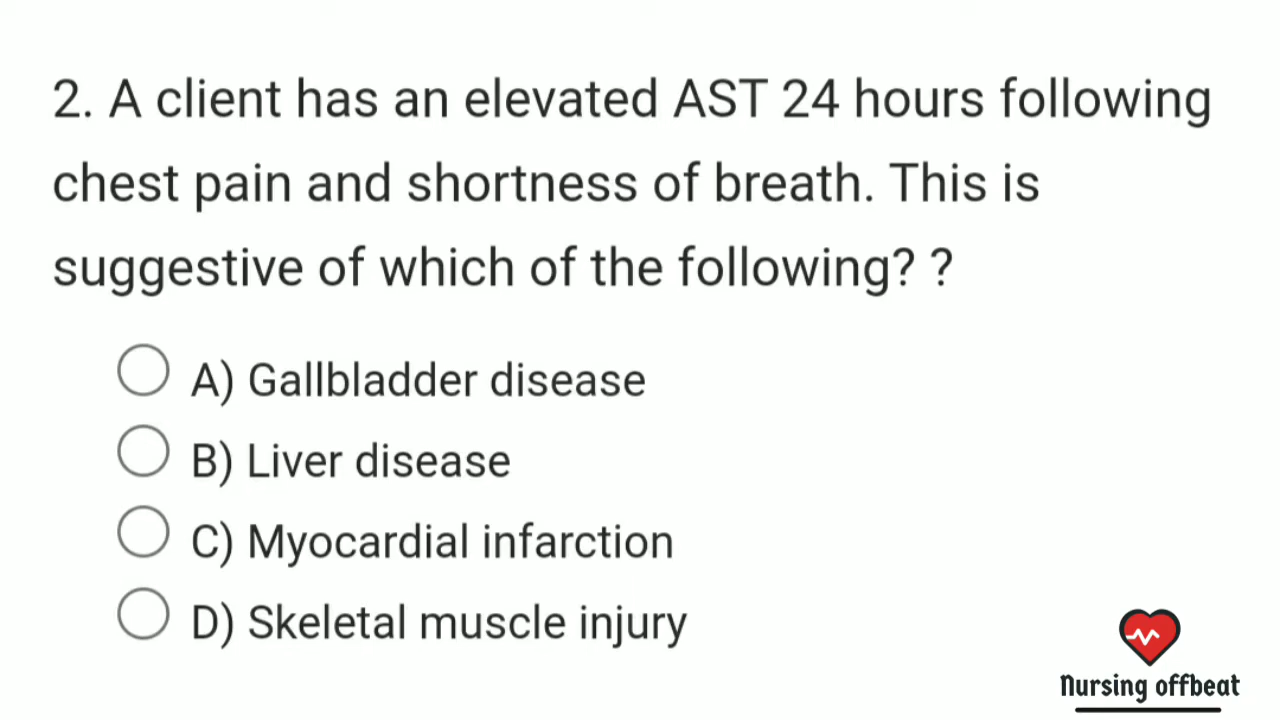 2. A client has an elevated AST 24 hours following
chest pain and shortness of breath. This is
suggestive of which of the following? ?
A) Gallbladder disease
B) Liver disease
C) Myocardial infarction
D) Skeletal muscle injury
Nursing offbeat